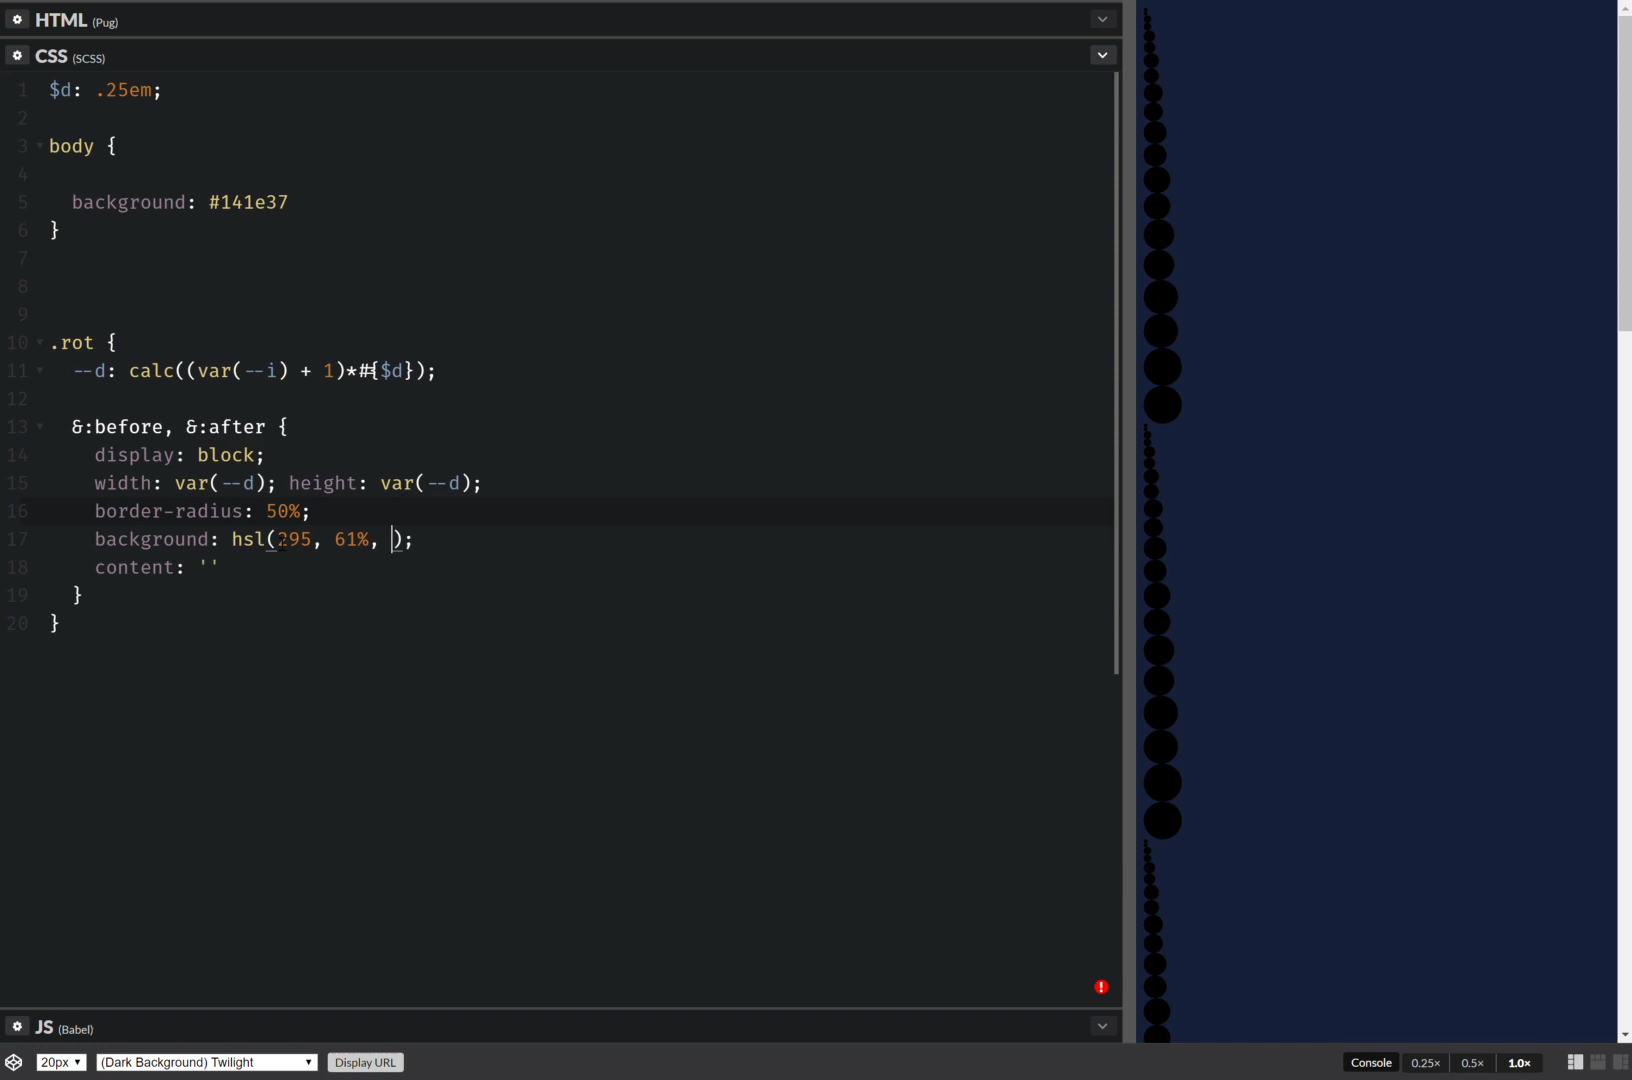 HTML (Pug)
CSS (SCSS)
1 $d: .25em;
2
3 body {
4
5 background: #141e37
6 }
7
8
9
10 .rot {
11 --d: calc((var(--i) + 1)*#{$d});
12
13 &:before, &:after {
14 display: block;
15 width: var(--d); height: var(--d);
16 border-radius: 50%;
17 background: hsl(295, 61%, );
18 content: ''
19 }
20 }
!
JS (Babel)
20px (Dark Background) Twilight Display URL Console 0.25× 0.5× 1.0×